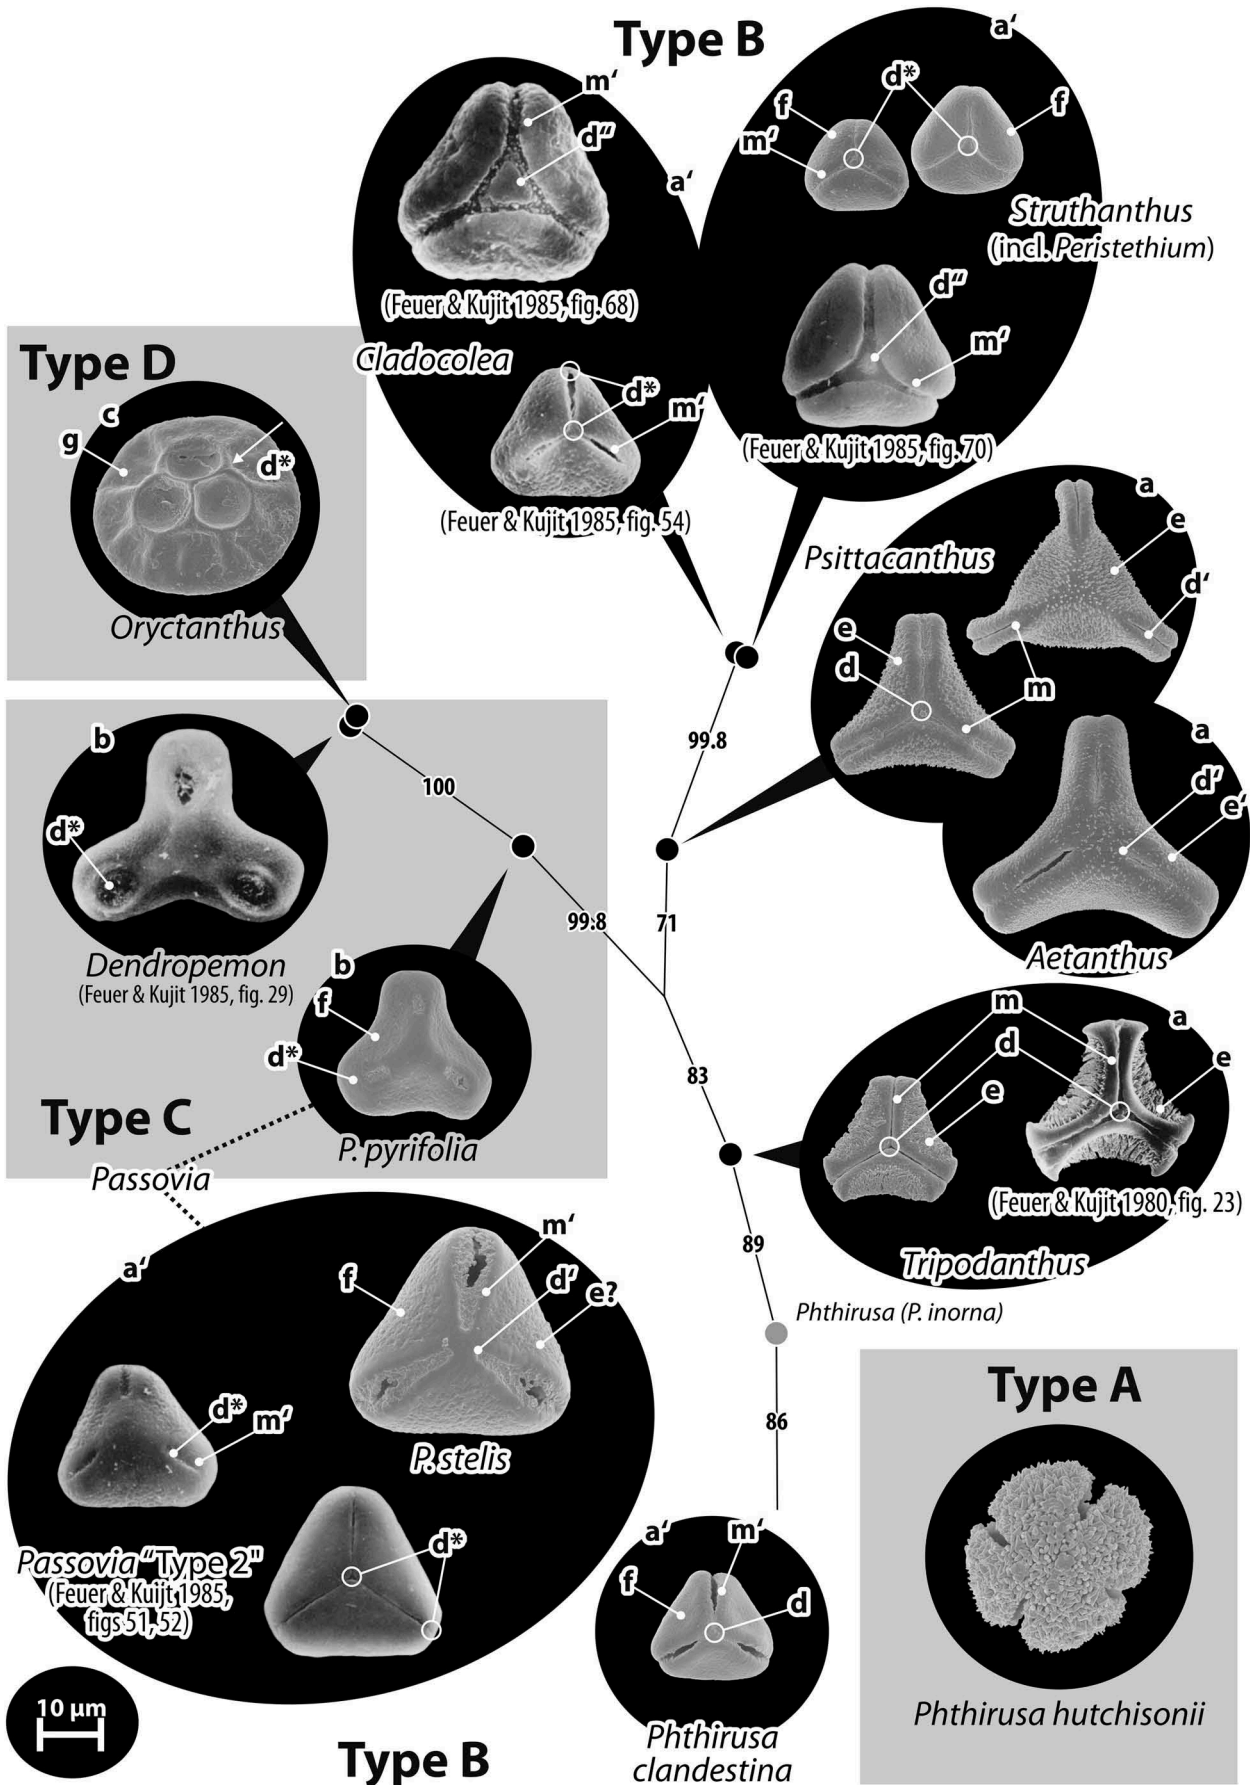 Type B
a‘
m‘
d“
a‘
(Feuer & Kujit 1985, fig. 68)
Cladocolea
d*
m‘
(Feuer & Kujit 1985, fig. 54)
d*
f
f
m‘
Struthanthus
(incl. Peristethium)
d“
m‘
(Feuer & Kujit 1985, fig. 70)
Type D
c
g
d*
Oryctanthus
Psittacanthus
a
e
d‘
e
d
m
a
d‘
e‘
Aetanthus
99.8
100
99.8
71
83
89
86
b
d*
Dendropemon
(Feuer & Kujit 1985, fig. 29)
b
f
d*
Type C
P. pyrifolia
Passovia
m
a
d
e
e
(Feuer & Kujit 1980, fig. 23)
Tripodanthus
Phthirusa (P. inorna)
a‘
m‘
f
d‘
e?
P. stelis
d*
m‘
Passovia “Type 2"
(Feuer & Kujit 1985,
figs 51, 52)
d*
10 µm
Type B
a‘
m‘
f
d
Phthirusa
clandestina
Type A
Phthirusa hutchisonii